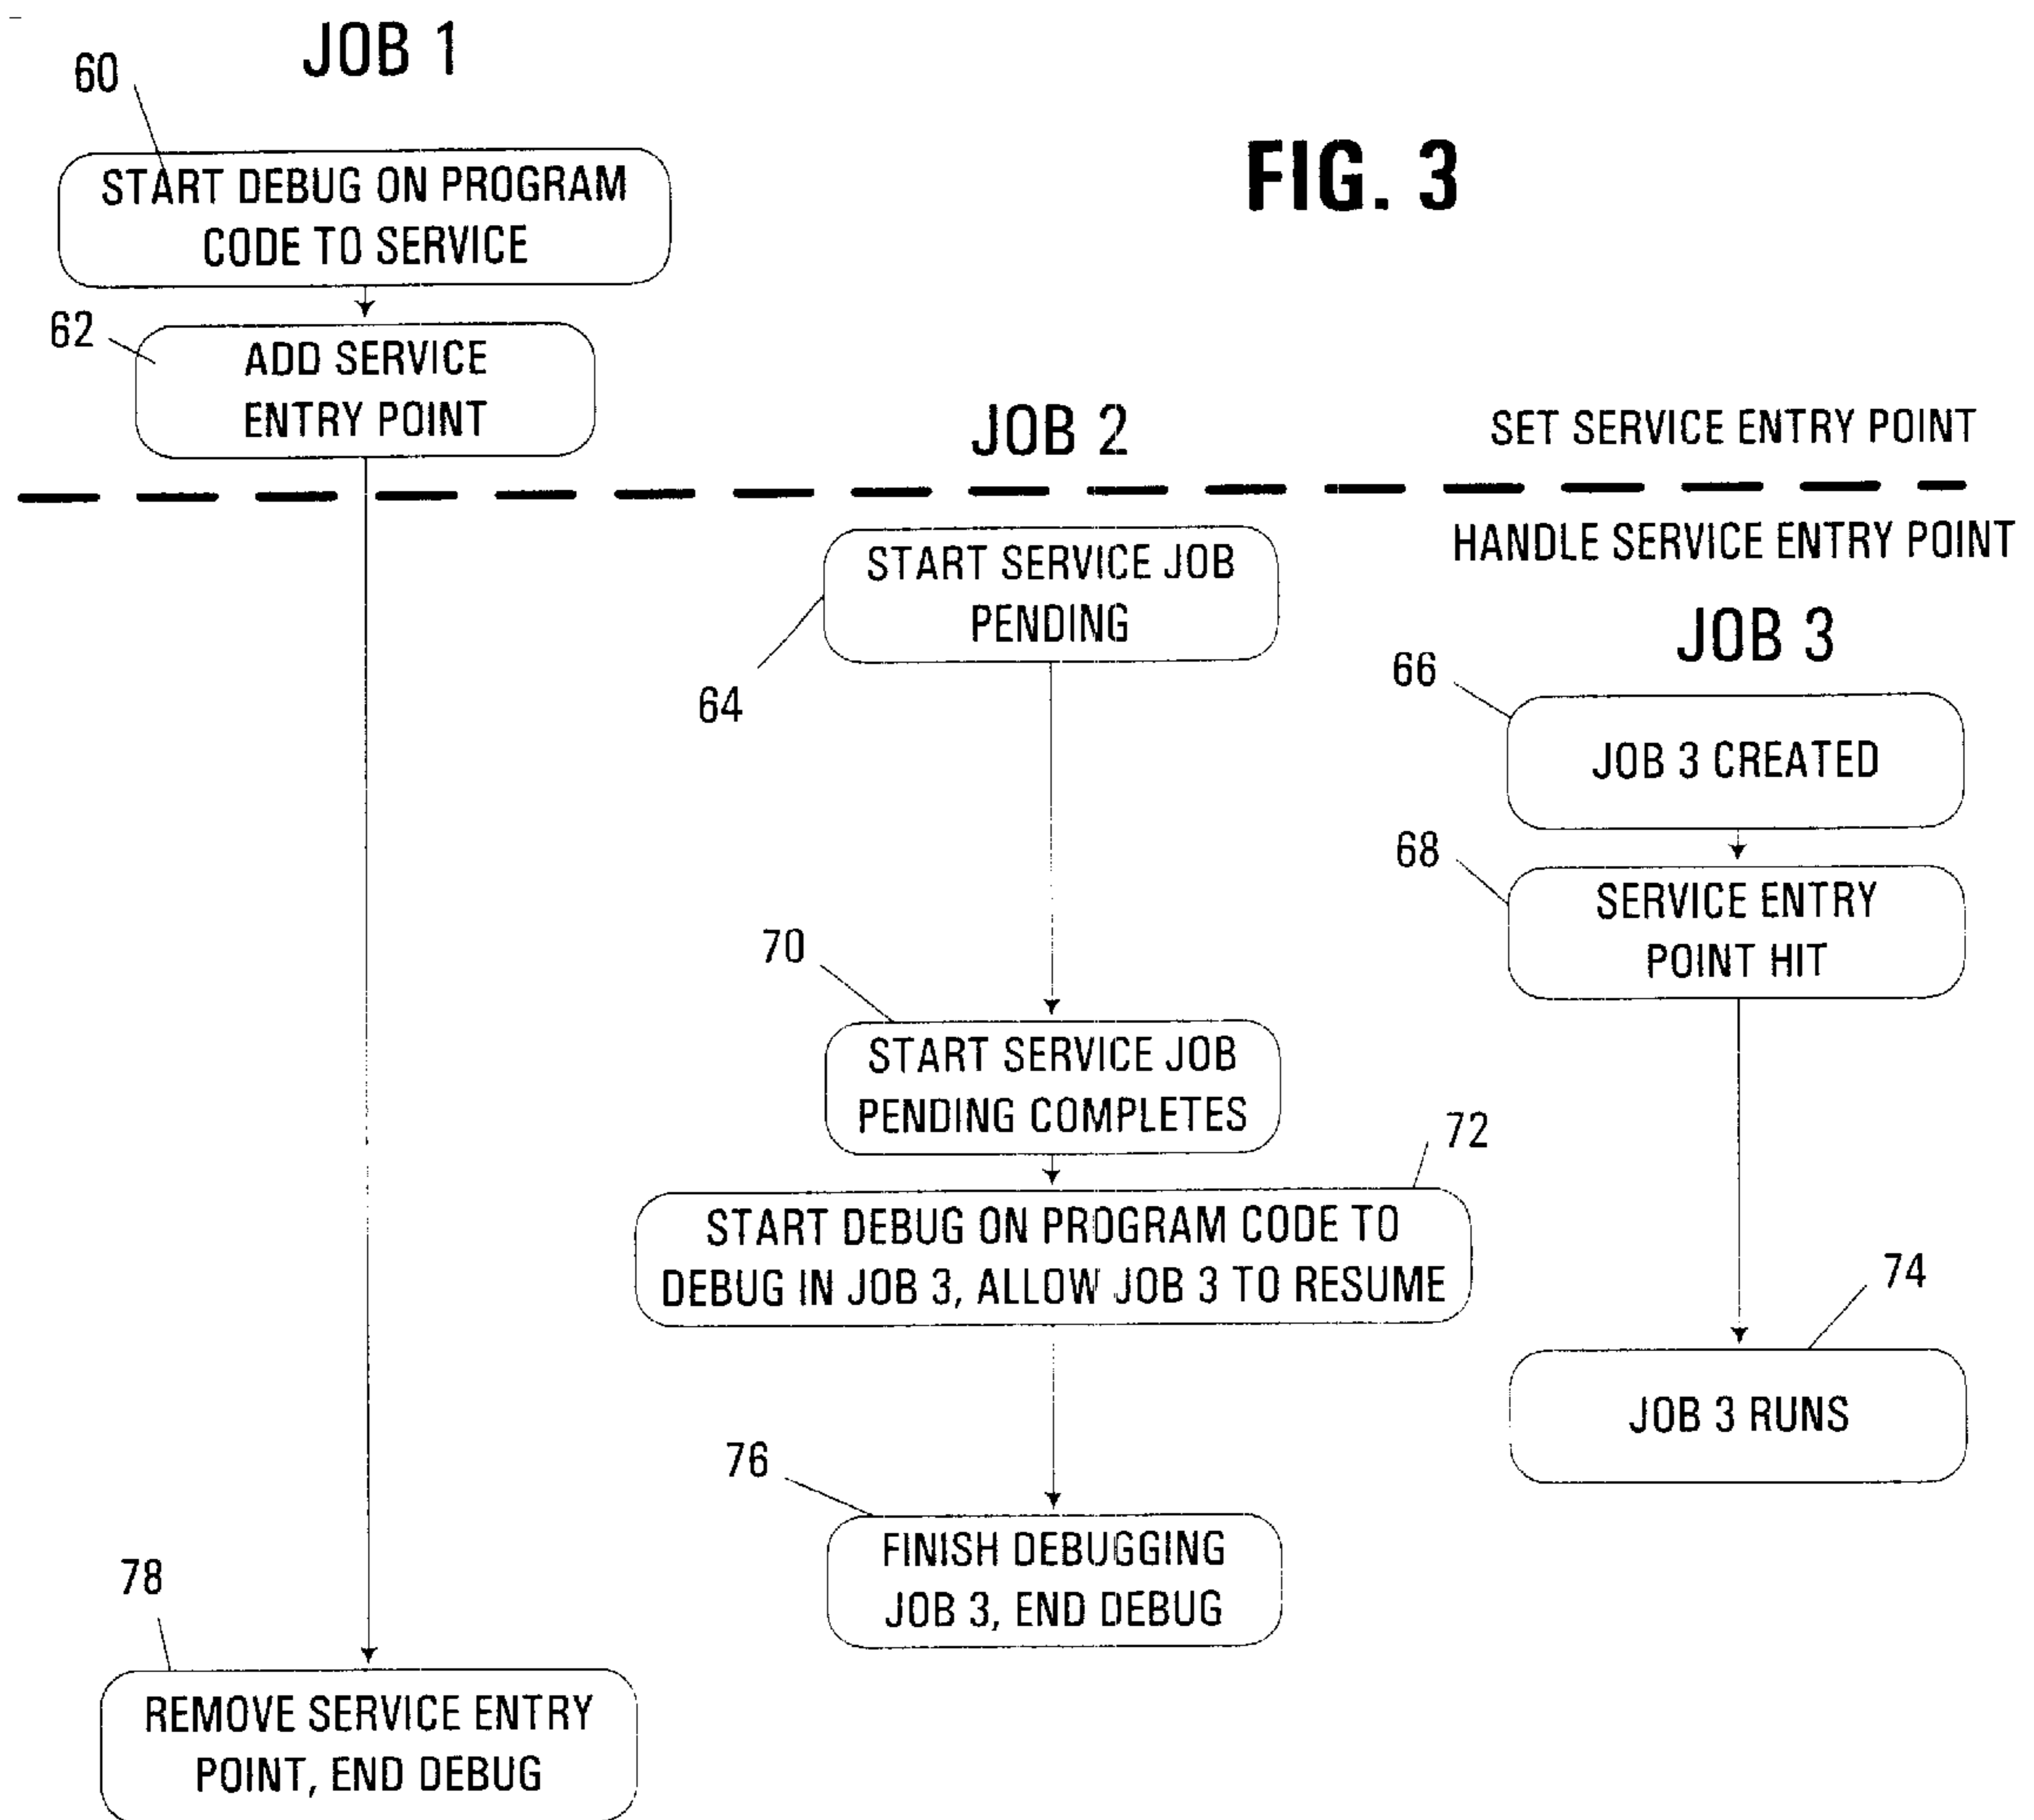 JOB 1
60
START DEBUG ON PROGRAM
CODE TO SERVICE
FIG. 3
62
ADD SERVICE
ENTRY POINT
JOB 2
SET SERVICE ENTRY POINT
HANDLE SERVICE ENTRY POINT
START SERVICE JOB
PENDING
64
JOB 3
66
JOB 3 CREATED
68
SERVICE ENTRY
POINT HIT
70
START SERVICE JOB
PENDING COMPLETES
72
START DEBUG ON PROGRAM CODE TO
DEBUG IN JOB 3, ALLOW JOB 3 TO RESUME
74
JOB 3 RUNS
76
FINISH DEBUGGING
JOB 3, END DEBUG
78
REMOVE SERVICE ENTRY
POINT, END DEBUG